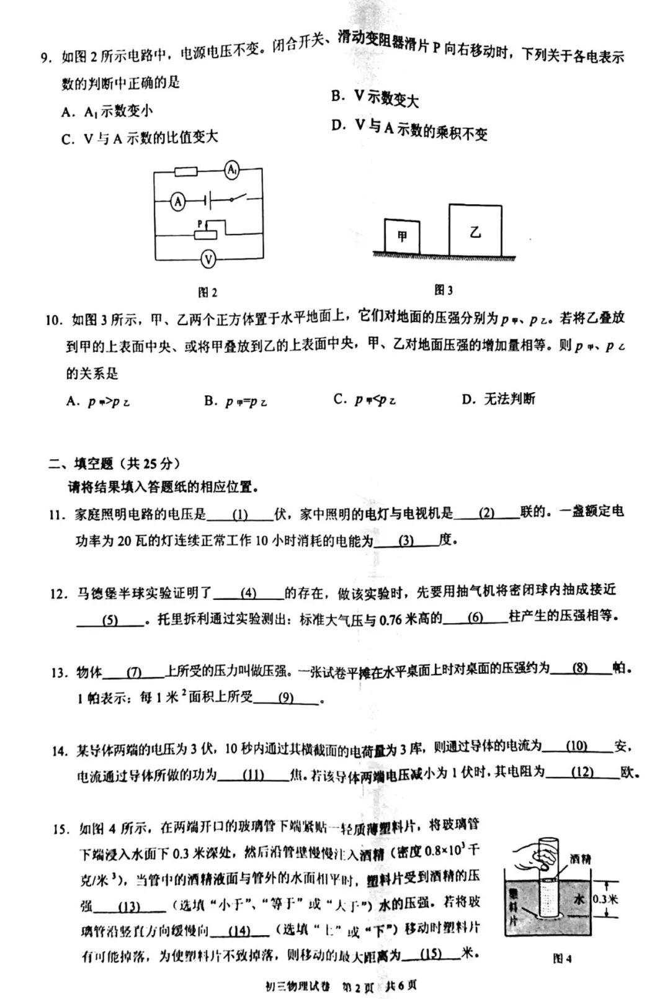 9．如图 2 所示电路中，电源电压不变。闭合开关、滑动变阻器滑片 P 向右移动时，下列关于各电表示
数的判断中正确的是
A．A₁ 示数变小
B．V 示数变大
C．V 与 A 示数的比值变大
D．V 与 A 示数的乘积不变
A₁
A
P
V
图 2
甲
乙
图 3
10．如图 3 所示，甲、乙两个正方体置于水平地面上，它们对地面的压强分别为 p甲、p乙。若将乙叠放
到甲的上表面中央、或将甲叠放到乙的上表面中央，甲、乙对地面压强的增加量相等。则 p甲、p乙
的关系是
A．p甲>p乙 B．p甲=p乙 C．p甲<p乙 D．无法判断
二、填空题（共 25 分）
请将结果填入答题纸的相应位置。
11．家庭照明电路的电压是 (1) 伏，家中照明的电灯与电视机是 (2) 联的。一盏额定电
功率为 20 瓦的灯连续正常工作 10 小时消耗的电能为 (3) 度。
12．马德堡半球实验证明了 (4) 的存在，做该实验时，先要用抽气机将密闭球内抽成接近
(5) 。托里拆利通过实验测出：标准大气压与 0.76 米高的 (6) 柱产生的压强相等。
13．物体 (7) 上所受的压力叫做压强。一张试卷平摊在水平桌面上时对桌面的压强约为 (8) 帕。
1 帕表示：每 1 米² 面积上所受 (9) 。
14．某导体两端的电压为 3 伏，10 秒内通过其横截面的电荷量为 3 库，则通过导体的电流为 (10) 安，
电流通过导体所做的功为 (11) 焦。若该导体两端电压减小为 1 伏时，其电阻为 (12) 欧。
15．如图 4 所示，在两端开口的玻璃管下端紧贴一轻质薄塑料片，将玻璃管
下端浸入水面下 0.3 米深处，然后沿管壁慢慢注入酒精（密度 0.8×10³ 千
克/米³），当管中的酒精液面与管外的水面相平时，塑料片受到酒精的压
强 (13) （选填“小于”、“等于”或“大于”）水的压强。若将玻
璃管沿竖直方向缓慢向 (14) （选填“上”或“下”）移动时塑料片
有可能掉落，为使塑料片不致掉落，则移动的最大距离为 (15) 米。
酒精
塑料片
水
0.3米
图 4
初三物理试卷 第 2 页 共 6 页